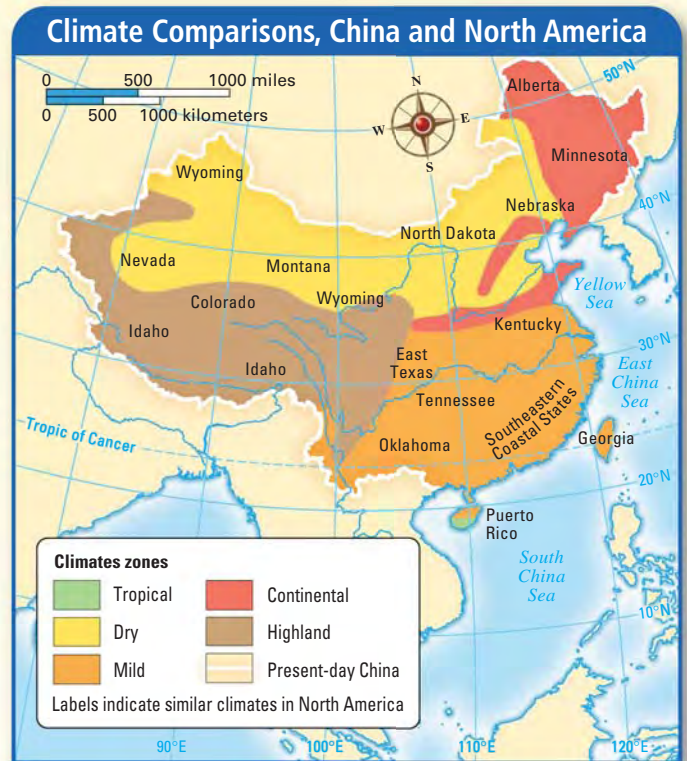 Climate Comparisons, China and North America
0 500 1000 miles
0 500 1000 kilometers
N
W E
S
50°N
Alberta
Minnesota
Wyoming
40°N
Nebraska
North Dakota
Nevada
Montana
Yellow
Sea
Colorado
Wyoming
Kentucky
Idaho
30°N
East
Texas
Idaho
East
China
Sea
Tennessee
Southeastern
Coastal States
Tropic of Cancer
Oklahoma
Georgia
20°N
Puerto
Rico
South
China
Sea
10°N
Climates zones
Tropical Continental
Dry Highland
Mild Present-day China
Labels indicate similar climates in North America
90°E 100°E 110°E 120°E